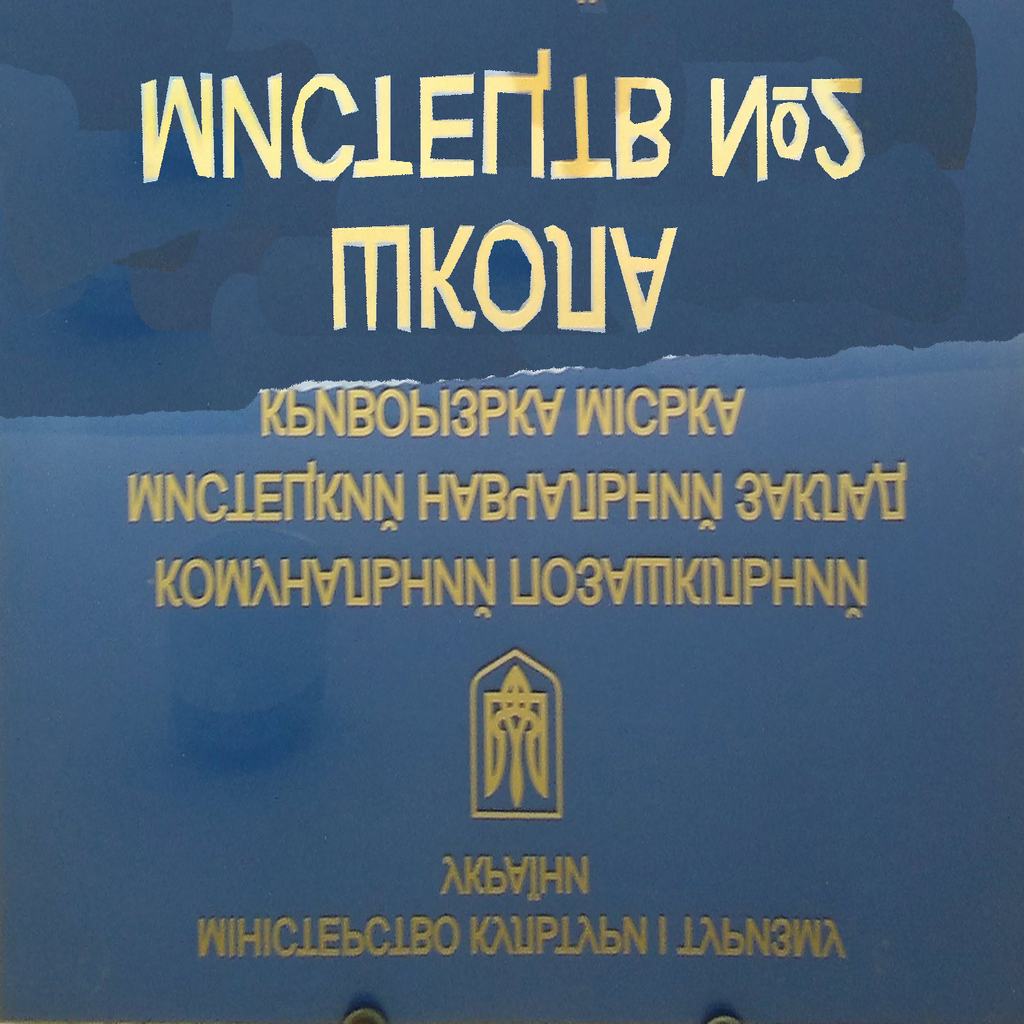 МІНІСТЕРСТВО КУЛЬТУРИ І ТУРИЗМУ
УКРАЇНИ
КОМУНАЛЬНИЙ ПОЗАШКІЛЬНИЙ
МИСТЕЦЬКИЙ НАВЧАЛЬНИЙ ЗАКЛАД
КРИВОРІЗЬКА МІСЬКА
ШКОЛА
МИСТЕЦТВ №2